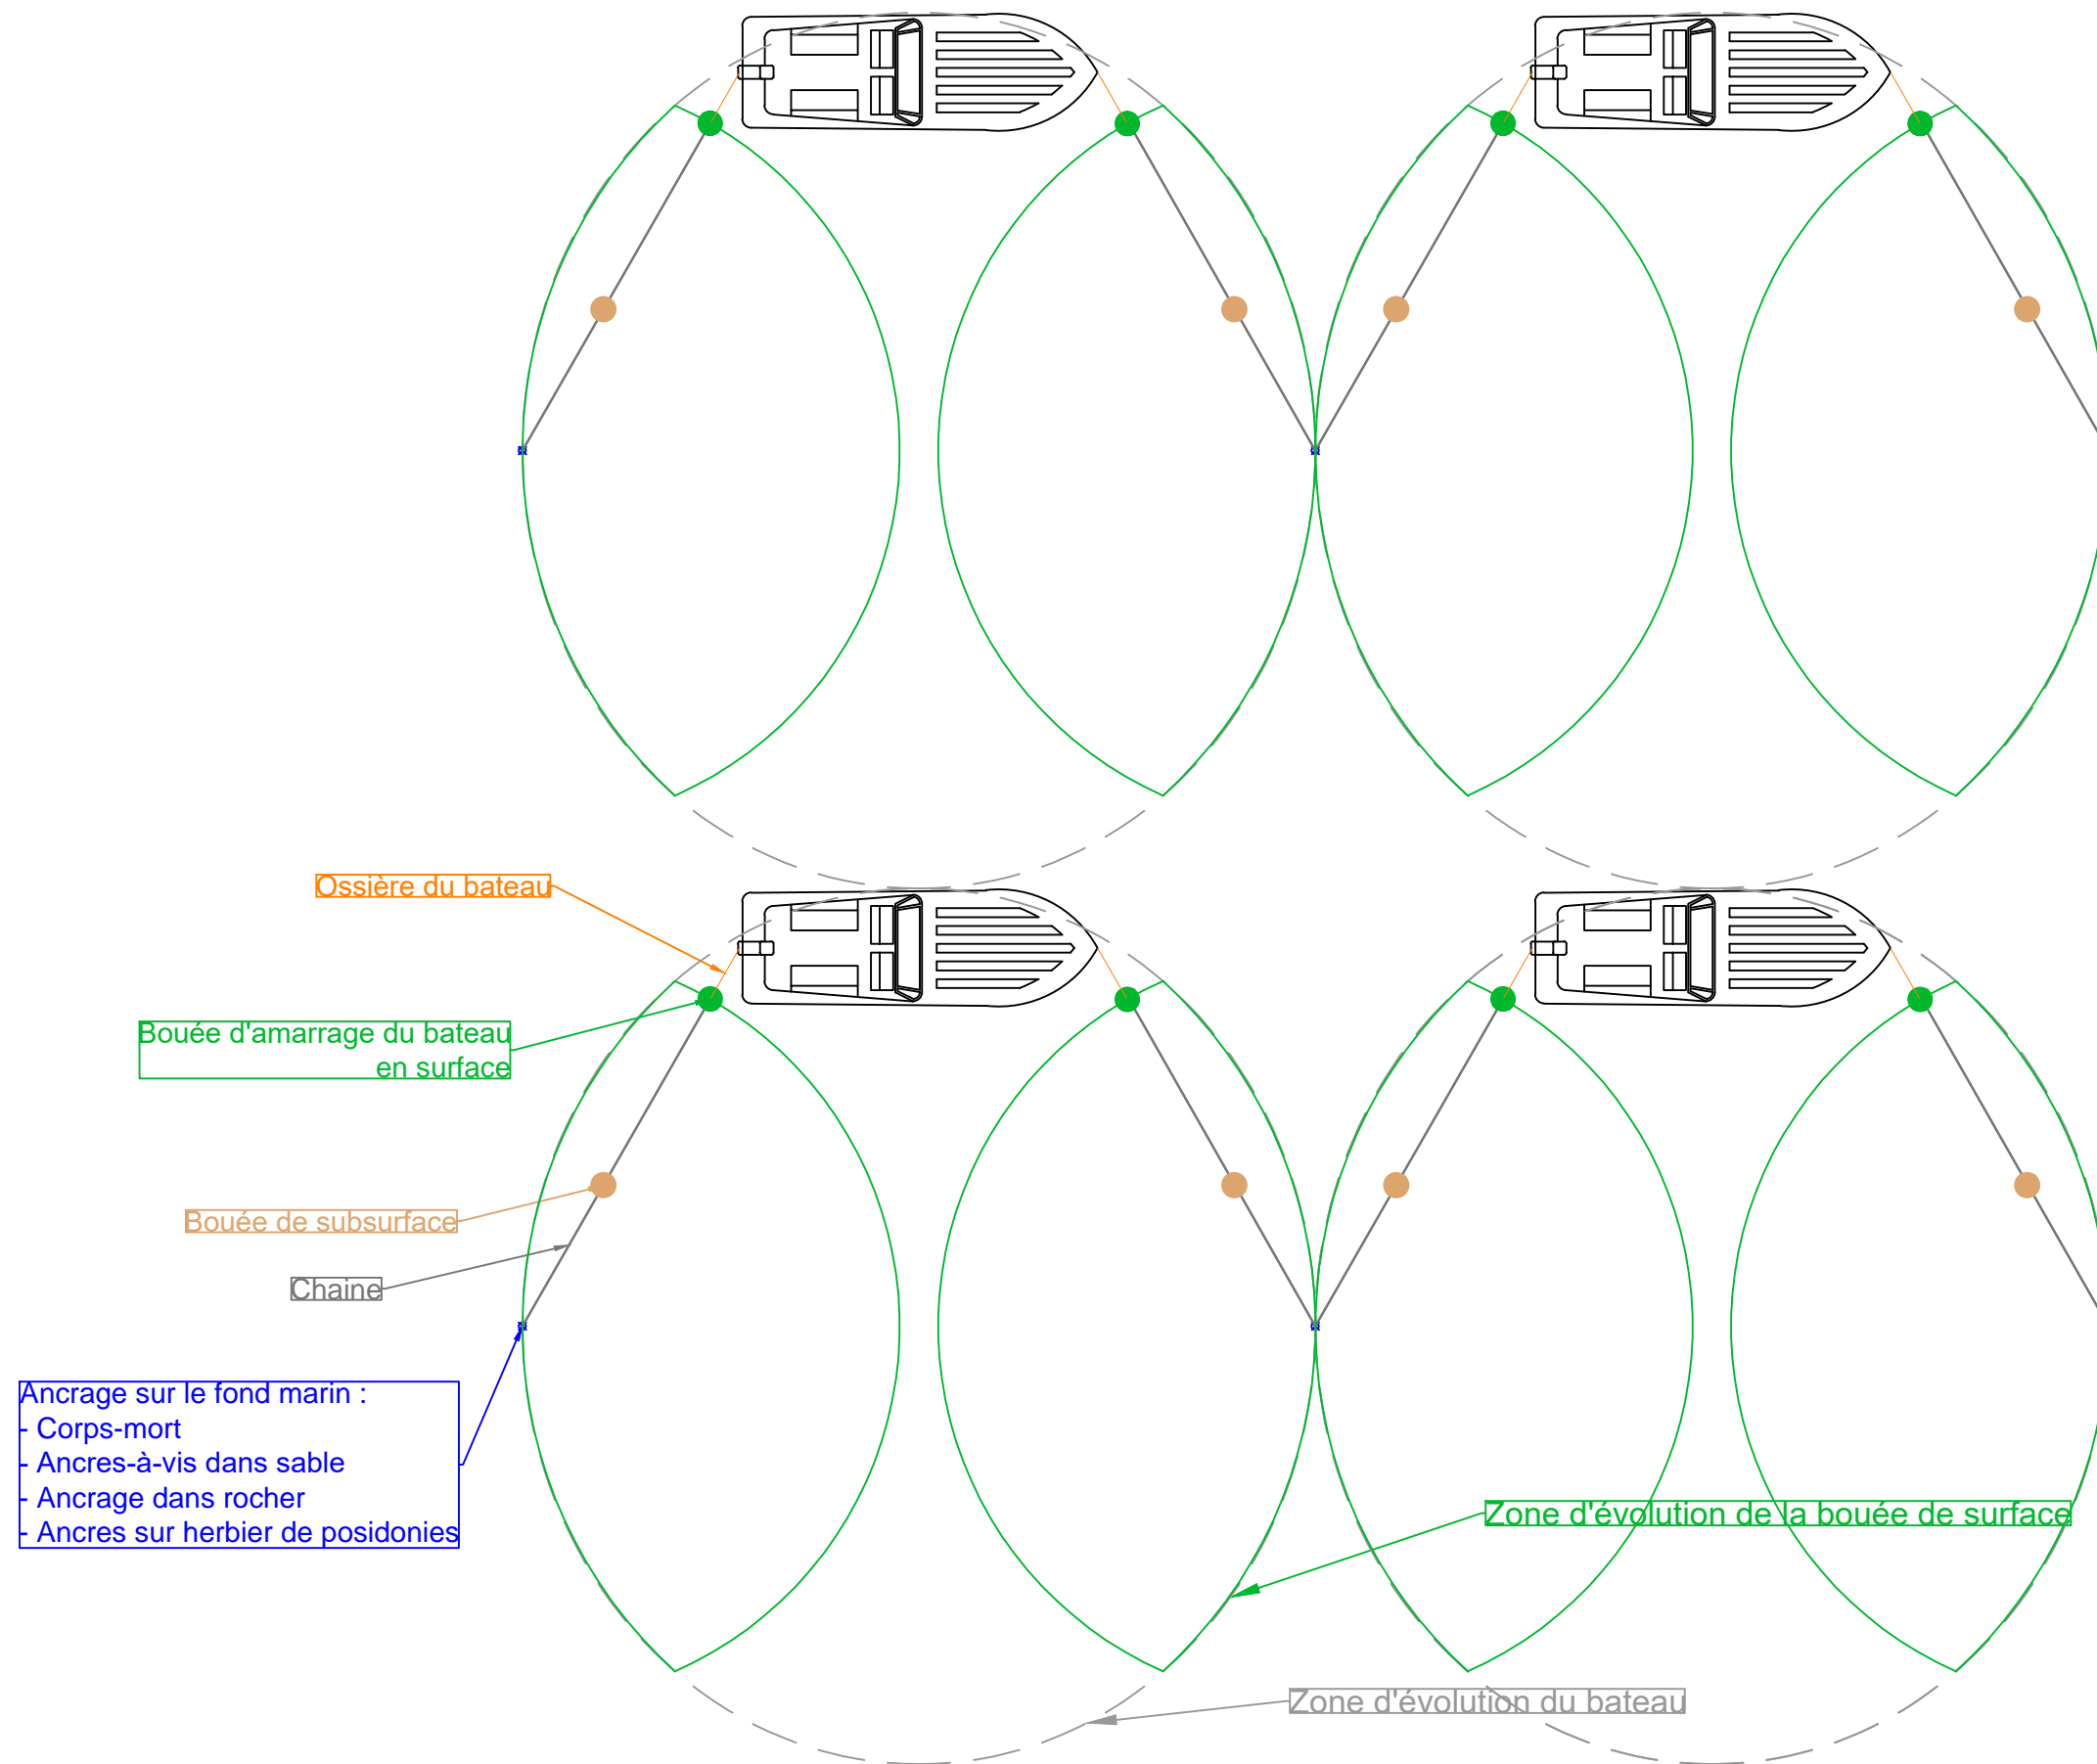 Ossière du bateau
Bouée d'amarrage du bateau
en surface
Bouée de subsurface
Chaine
Ancrage sur le fond marin :
- Corps-mort
- Ancres-à-vis dans sable
- Ancrage dans rocher
- Ancres sur herbier de posidonies
Zone d'évolution de la bouée de surface
Zone d'évolution du bateau